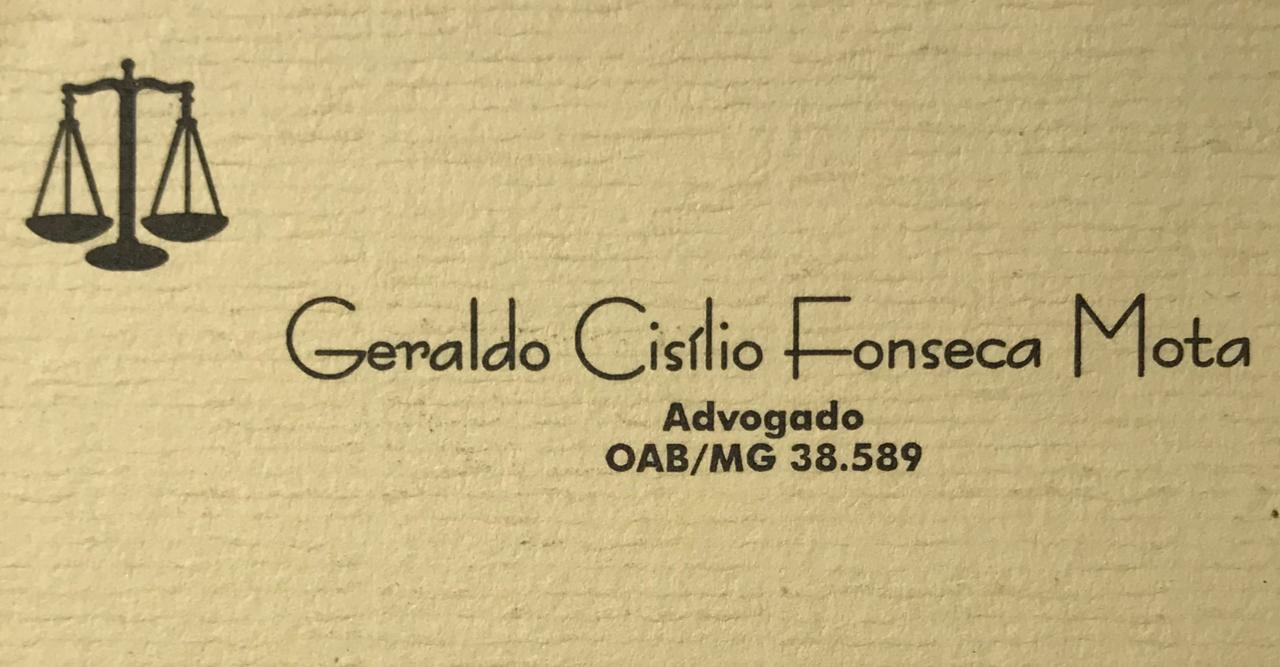 Geraldo Cisílio Fonseca Mota
Advogado
OAB/MG 38.589